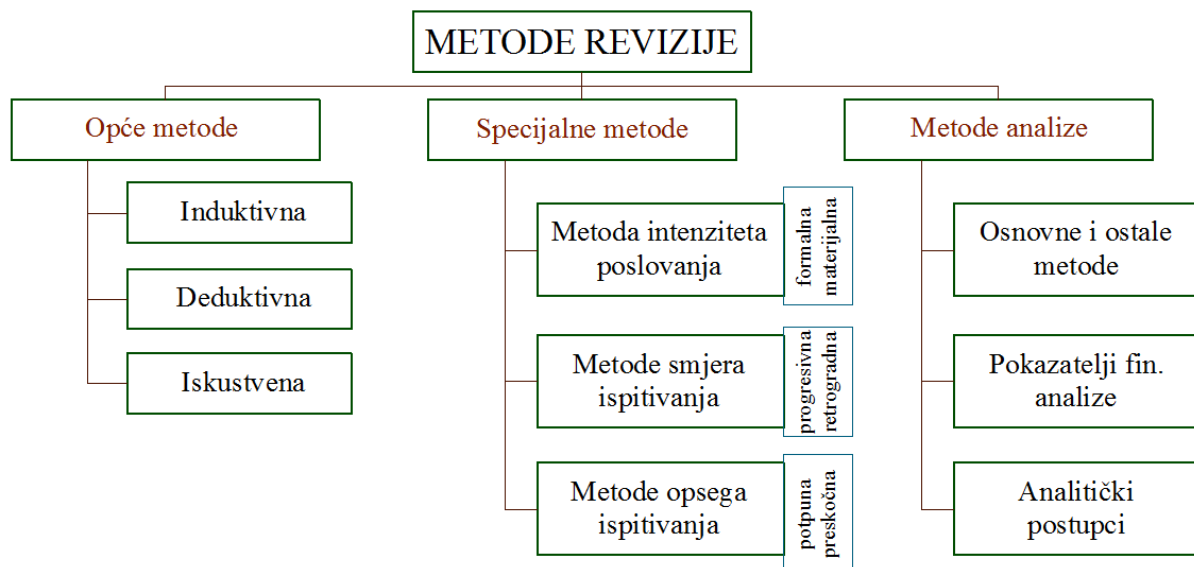 METODE REVIZIJE
Opće metode
Induktivna
Deduktivna
Iskustvena
Specijalne metode
Metoda intenziteta
poslovanja
formalna
materijalna
Metode smjera
ispitivanja
progresivna
retrogradna
Metode opsega
ispitivanja
potpuna
preskočna
Metode analize
Osnovne i ostale
metode
Pokazatelji fin.
analize
Analitički
postupci